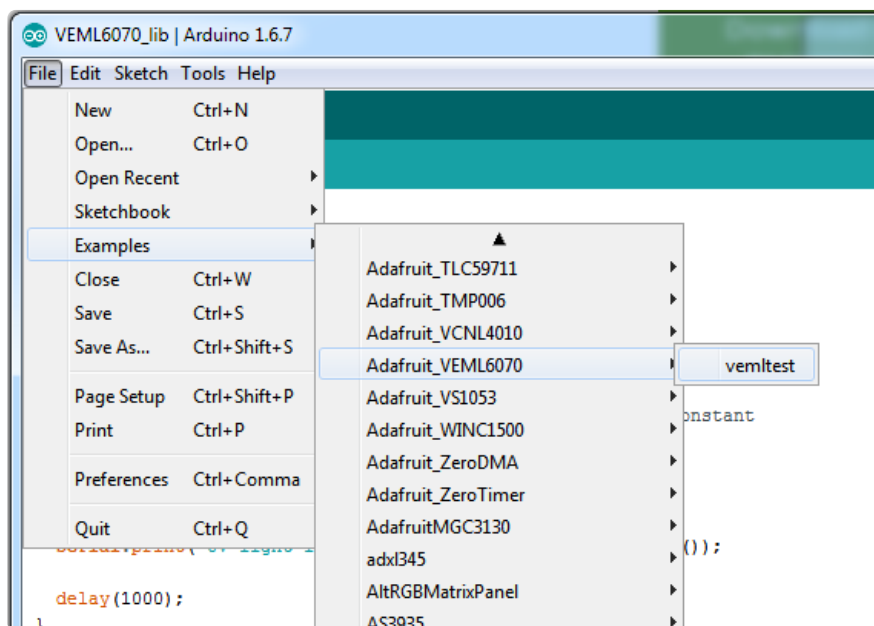 VEML6070_lib | Arduino 1.6.7
File Edit Sketch Tools Help
New Ctrl+N
Open... Ctrl+O
Open Recent
Sketchbook
Examples
Close Ctrl+W
Save Ctrl+S
Save As... Ctrl+Shift+S
Page Setup Ctrl+Shift+P
Print Ctrl+P
Preferences Ctrl+Comma
Quit Ctrl+Q
Adafruit_TLC59711
Adafruit_TMP006
Adafruit_VCNL4010
Adafruit_VEML6070
vemltest
Adafruit_VS1053
Adafruit_WINC1500
Adafruit_ZeroDMA
Adafruit_ZeroTimer
AdafruitMGC3130
adxl345
AltRGBMatrixPanel
AS3935
onstant
());
delay(1000);
}